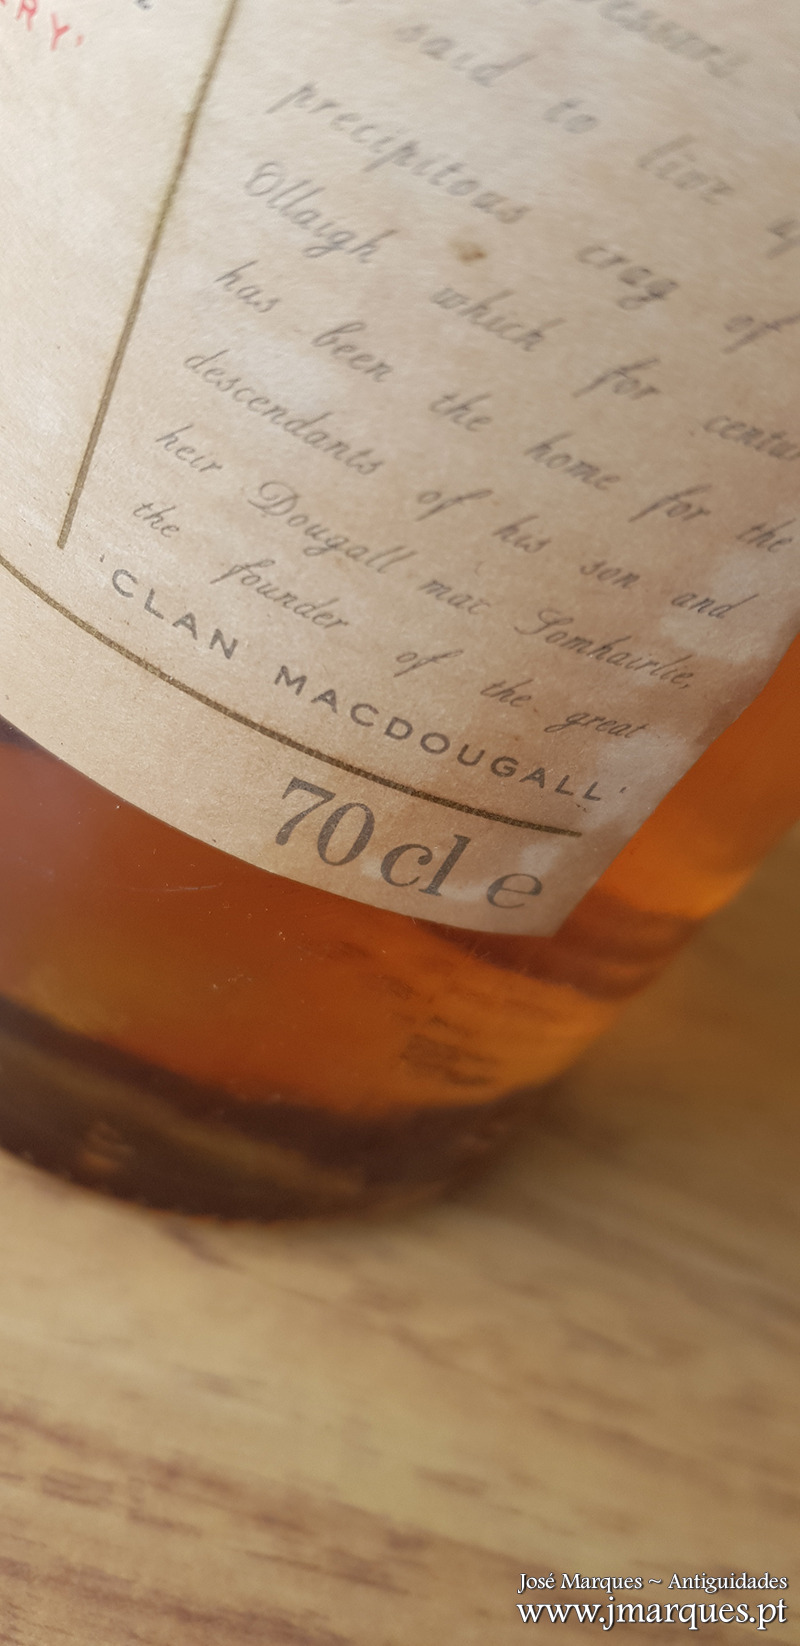 RY'
said to live
precipitous crag of
Ollaigh which for
has been the home for the
descendants of his son and
heir Dougall mac Somhairlie,
the founder of the great
'CLAN MACDOUGALL'
70cl e
José Marques ~ Antiguidades
www.jmarques.pt